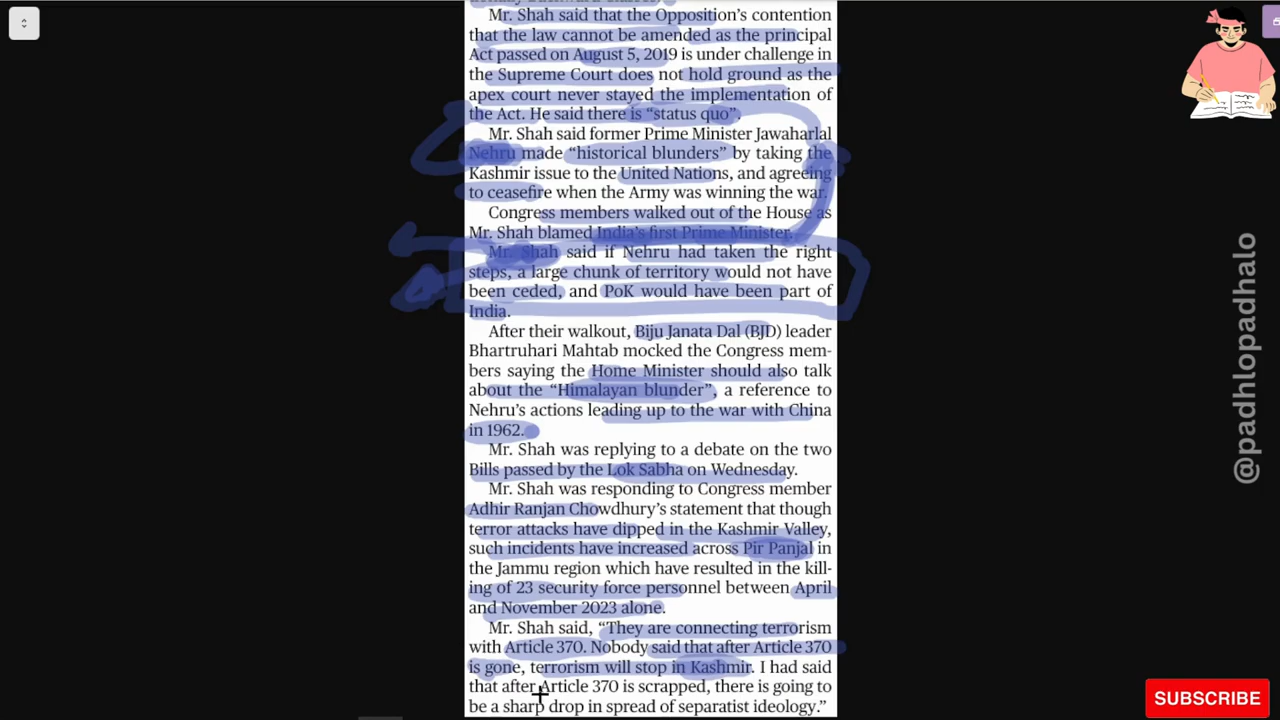 Mr. Shah said that the Opposition's contention
that the law cannot be amended as the principal
Act passed on August 5, 2019 is under challenge in
the Supreme Court does not hold ground as the
apex court never stayed the implementation of
the Act. He said there is “status quo”.
Mr. Shah said former Prime Minister Jawaharlal
Nehru made “historical blunders” by taking the
Kashmir issue to the United Nations, and agreeing
to ceasefire when the Army was winning the war.
Congress members walked out of the House as
Mr. Shah blamed India's first Prime Minister.
Mr. Shah said if Nehru had taken the right
steps, a large chunk of territory would not have
been ceded, and PoK would have been part of
India.
After their walkout, Biju Janata Dal (BJD) leader
Bhartruhari Mahtab mocked the Congress mem-
bers saying the Home Minister should also talk
about the “Himalayan blunder”, a reference to
Nehru's actions leading up to the war with China
in 1962.
Mr. Shah was replying to a debate on the two
Bills passed by the Lok Sabha on Wednesday.
Mr. Shah was responding to Congress member
Adhir Ranjan Chowdhury's statement that though
terror attacks have dipped in the Kashmir Valley,
such incidents have increased across Pir Panjal in
the Jammu region which have resulted in the kill-
ing of 23 security force personnel between April
and November 2023 alone.
Mr. Shah said, “They are connecting terrorism
with Article 370. Nobody said that after Article 370
is gone, terrorism will stop in Kashmir. I had said
that after Article 370 is scrapped, there is going to
be a sharp drop in spread of separatist ideology.”
@padhlopadhalo
SUBSCRIBE